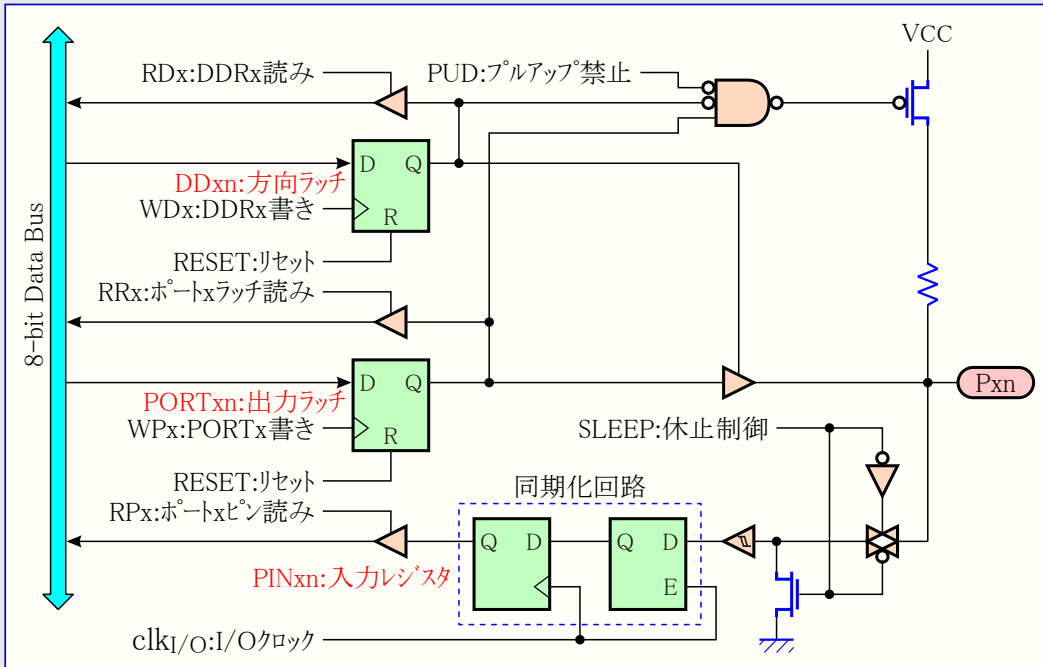 VCC
RDx:DDRx読み
PUD:プルアップ禁止
D Q
DDxn:方向ラッチ
WDx:DDRx書き
R
RESET:リセット
RRx:ポートxラッチ読み
8-bit Data Bus
D Q
Pxn
PORTxn:出力ラッチ
WPx:PORTx書き
SLEEP:休止制御
R
RESET:リセット
同期化回路
RPx:ポートxピン読み
Q D Q D
PINxn:入力レジスタ
E
clkI/O:I/Oクロック